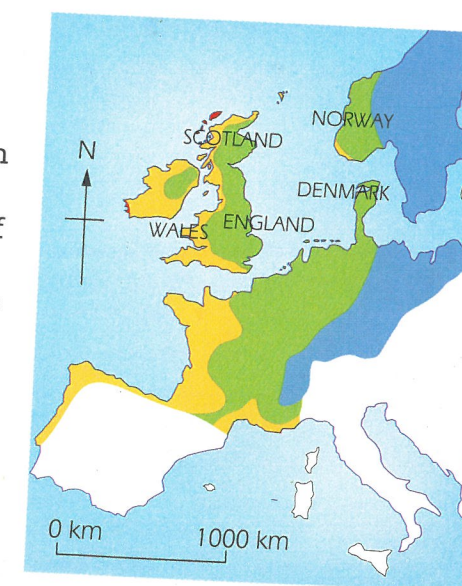 N
SCOTLAND
NORWAY
DENMARK
WALES
ENGLAND
0 km
1000 km